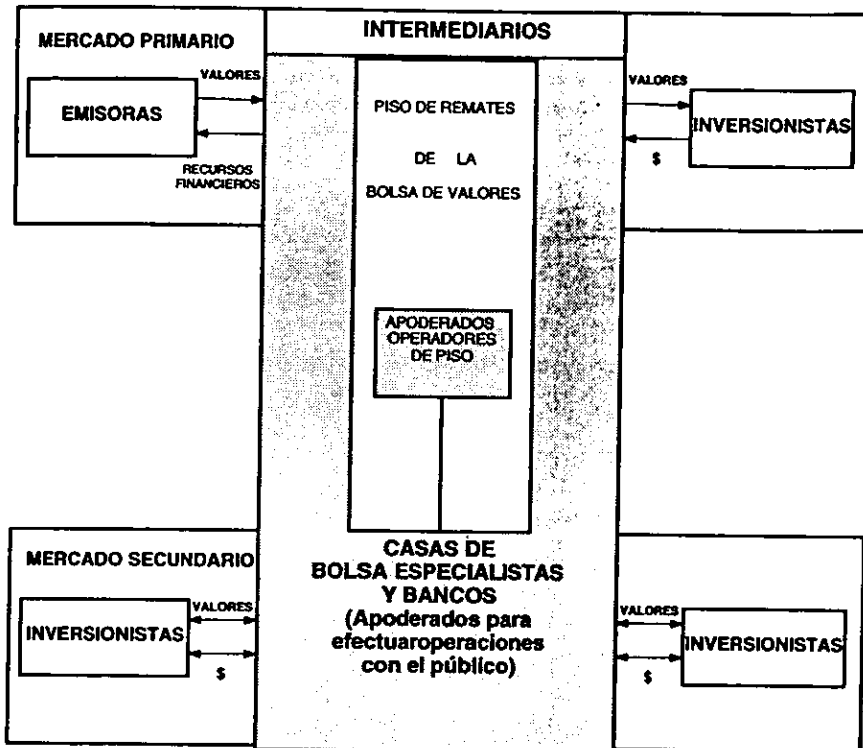 MERCADO PRIMARIO
INTERMEDIARIOS
VALORES
EMISORAS
RECURSOS
FINANCIEROS
PISO DE REMATES
DE LA
BOLSA DE VALORES
VALORES
INVERSIONISTAS
$
APODERADOS
OPERADORES
DE PISO
MERCADO SECUNDARIO
VALORES
INVERSIONISTAS
$
CASAS DE
BOLSA ESPECIALISTAS
Y BANCOS
(Apoderados para
efectuaroperaciones
con el público)
VALORES
INVERSIONISTAS
$